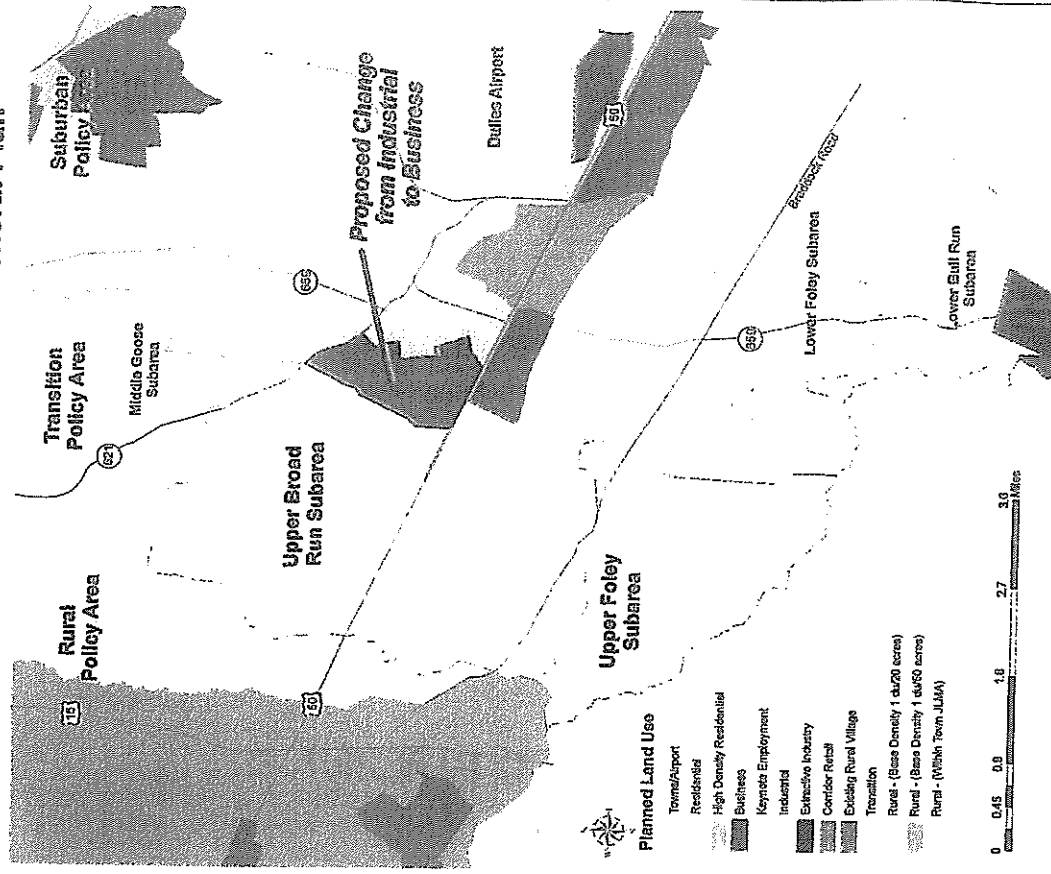 Suburban
Policy
Transition
Policy Area
Middle Goose
Subarea
Rural
Policy Area
621
659
Proposed Change
from Industrial
to Business
Dulles Airport
Upper Broad
Run Subarea
15
50
50
Braddock Road
Upper Foley
Subarea
Lower Foley Subarea
Lower Bull Run
Subarea
Planned Land Use
Towns/Airport
Residential
High Density Residential
Business
Keynote Employment
Industrial
Extractive Industry
Corridor Retail
Existing Rural Village
Transition
Rural - (Base Density 1 du/20 acres)
Rural - (Base Density 1 du/50 acres)
Rural - (Within Town JLMA)
0 0.45 0.9 1.8 2.7 3.6
Miles